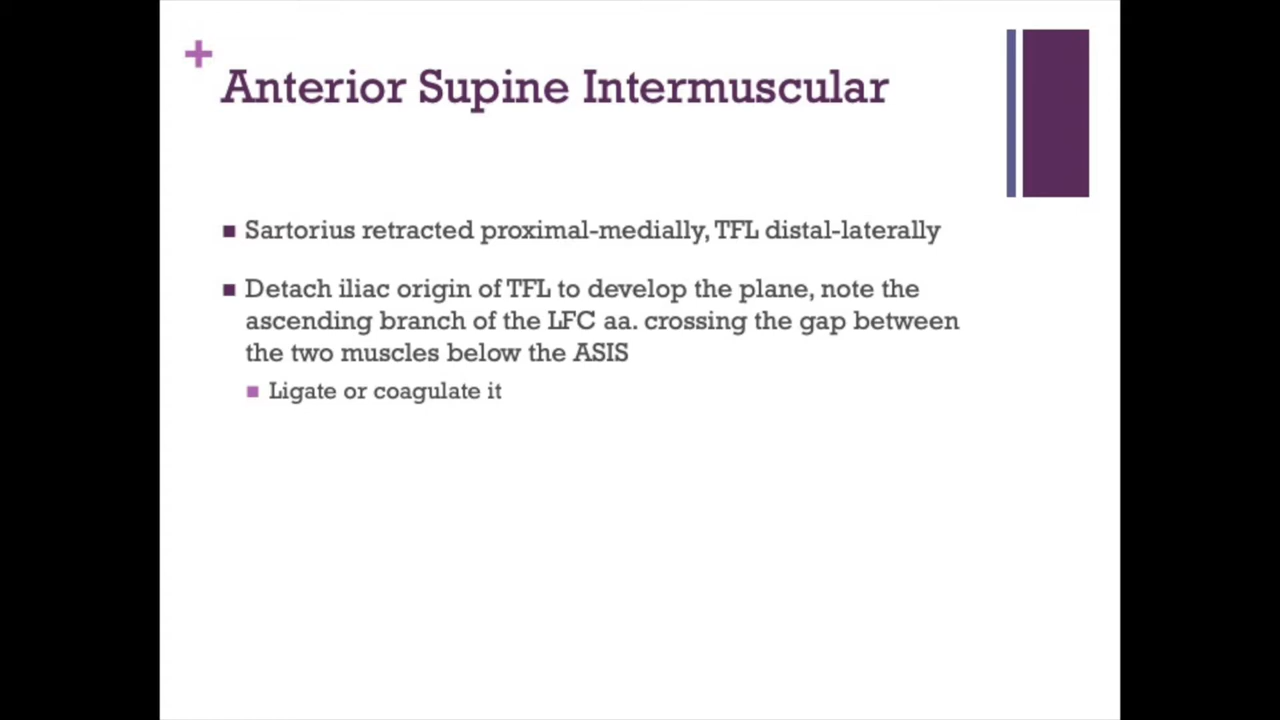 +
Anterior Supine Intermuscular
■ Sartorius retracted proximal-medially, TFL distal-laterally
■ Detach iliac origin of TFL to develop the plane, note the
ascending branch of the LFC aa. crossing the gap between
the two muscles below the ASIS
■ Ligate or coagulate it